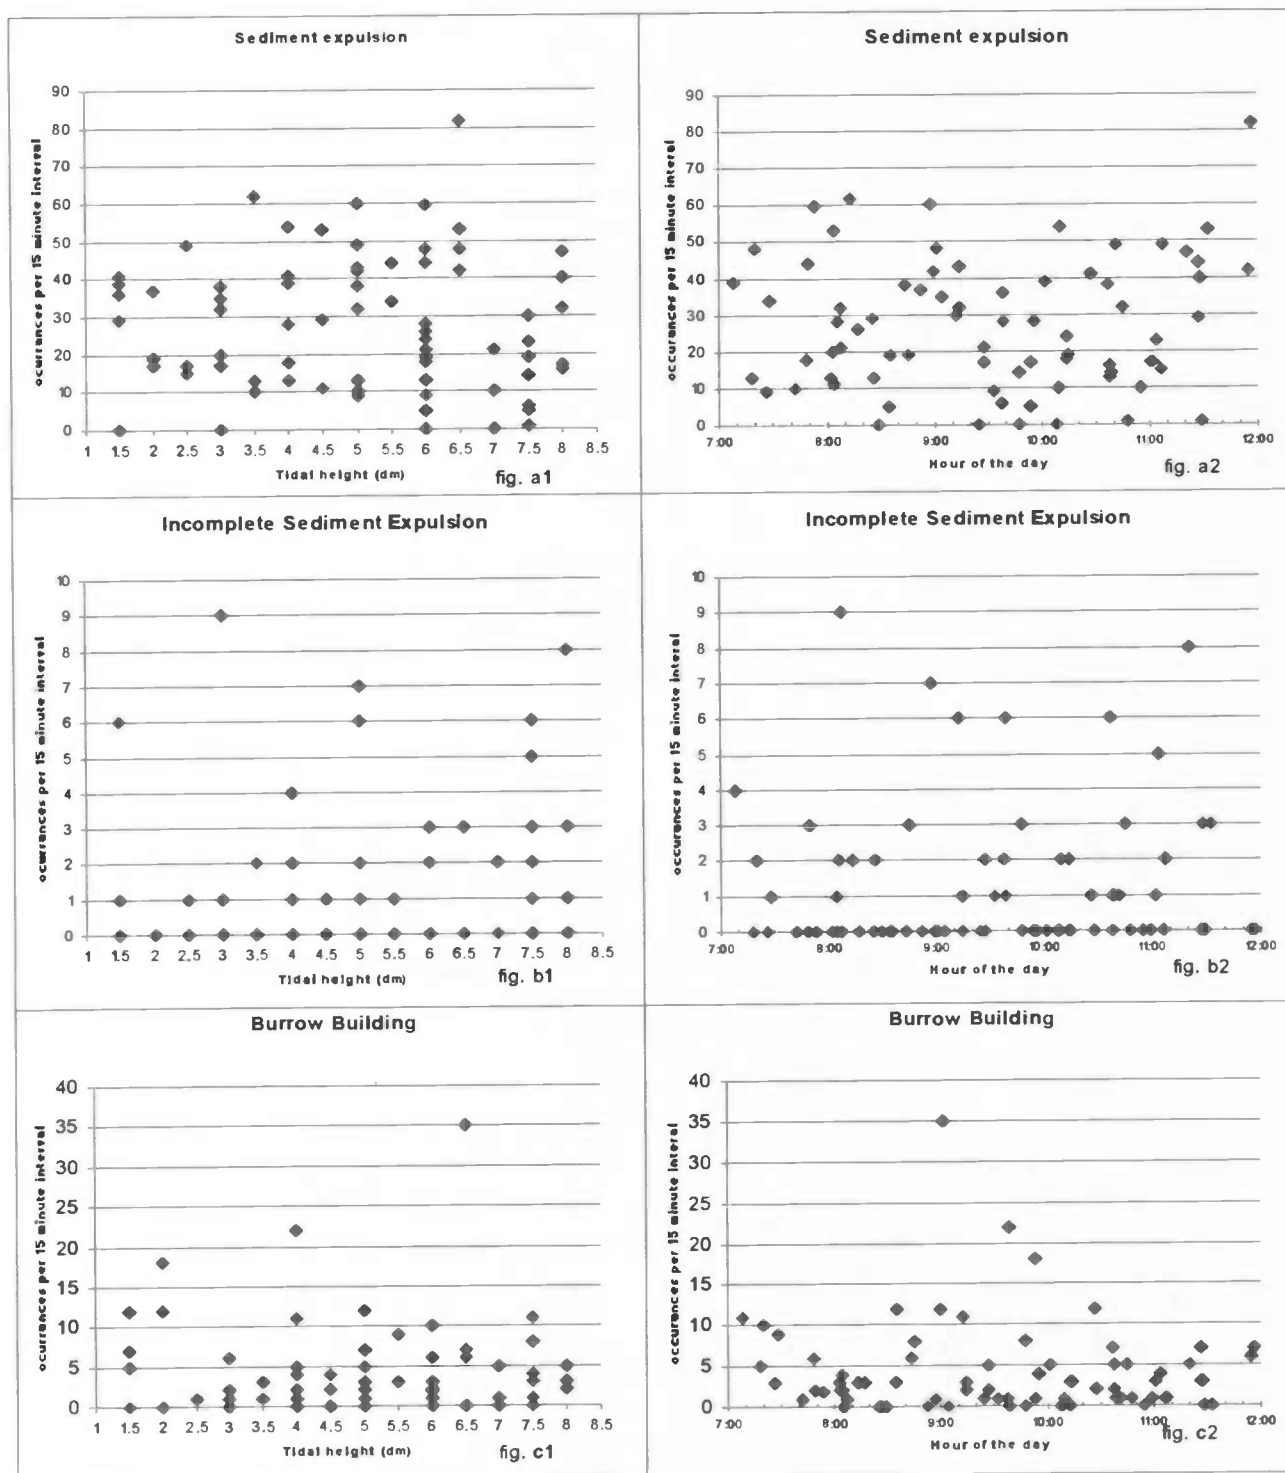 Sediment expulsion
ocurrances per 15 minute interval
90
80
70
60
50
40
30
20
10
0
1 1.5 2 2.5 3 3.5 4 4.5 5 5.5 6 6.5 7 7.5 8 8.5
Tidal height (dm)
fig. a1
Sediment expulsion
occurances per 15 minute interval
90
80
70
60
50
40
30
20
10
0
7:00 8:00 9:00 10:00 11:00 12:00
Hour of the day
fig. a2
Incomplete Sediment Expulsion
ocurrances per 15 minute interval
10
9
8
7
6
5
4
3
2
1
0
1 1.5 2 2.5 3 3.5 4 4.5 5 5.5 6 6.5 7 7.5 8 8.5
Tidal height (dm)
fig. b1
Incomplete Sediment Expulsion
occurances per 15 minute interval
10
9
8
7
6
5
4
3
2
1
0
7:00 8:00 9:00 10:00 11:00 12:00
Hour of the day
fig. b2
Burrow Building
ocurrances per 15 minute interval
40
35
30
25
20
15
10
5
0
1 1.5 2 2.5 3 3.5 4 4.5 5 5.5 6 6.5 7 7.5 8 8.5
Tidal height (dm)
fig. c1
Burrow Building
occurances per 15 minute interal
40
35
30
25
20
15
10
5
0
7:00 8:00 9:00 10:00 11:00 12:00
Hour of the day
fig. c2